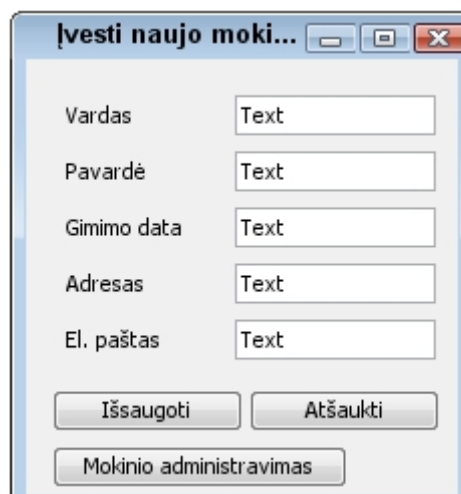 Įvesti naujo moki...
Vardas Text
Pavardė Text
Gimimo data Text
Adresas Text
El. paštas Text
Išsaugoti Atšaukti
Mokinio administravimas